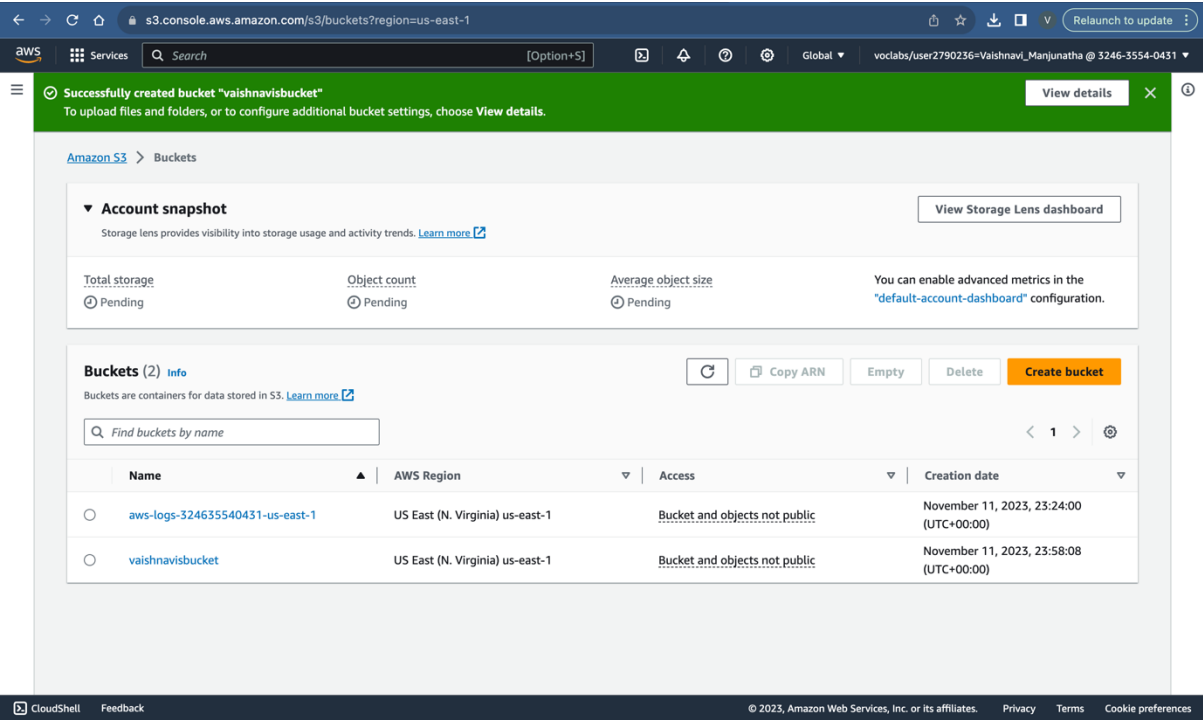 s3.console.aws.amazon.com/s3/buckets?region=us-east-1
V
Relaunch to update
aws
Services
Search
[Option+S]
Global
voclabs/user2790236=Vaishnavi_Manjunatha @ 3246-3554-0431
Successfully created bucket "vaishnavisbucket"
To upload files and folders, or to configure additional bucket settings, choose View details.
View details
Amazon S3
Buckets
Account snapshot
Storage lens provides visibility into storage usage and activity trends. Learn more
View Storage Lens dashboard
Total storage
Pending
Object count
Pending
Average object size
Pending
You can enable advanced metrics in the
"default-account-dashboard" configuration.
Buckets (2) Info
Buckets are containers for data stored in S3. Learn more
Copy ARN
Empty
Delete
Create bucket
Find buckets by name
1
Name
AWS Region
Access
Creation date
aws-logs-324635540431-us-east-1
US East (N. Virginia) us-east-1
Bucket and objects not public
November 11, 2023, 23:24:00
(UTC+00:00)
vaishnavisbucket
US East (N. Virginia) us-east-1
Bucket and objects not public
November 11, 2023, 23:58:08
(UTC+00:00)
CloudShell
Feedback
© 2023, Amazon Web Services, Inc. or its affiliates.
Privacy
Terms
Cookie preferences